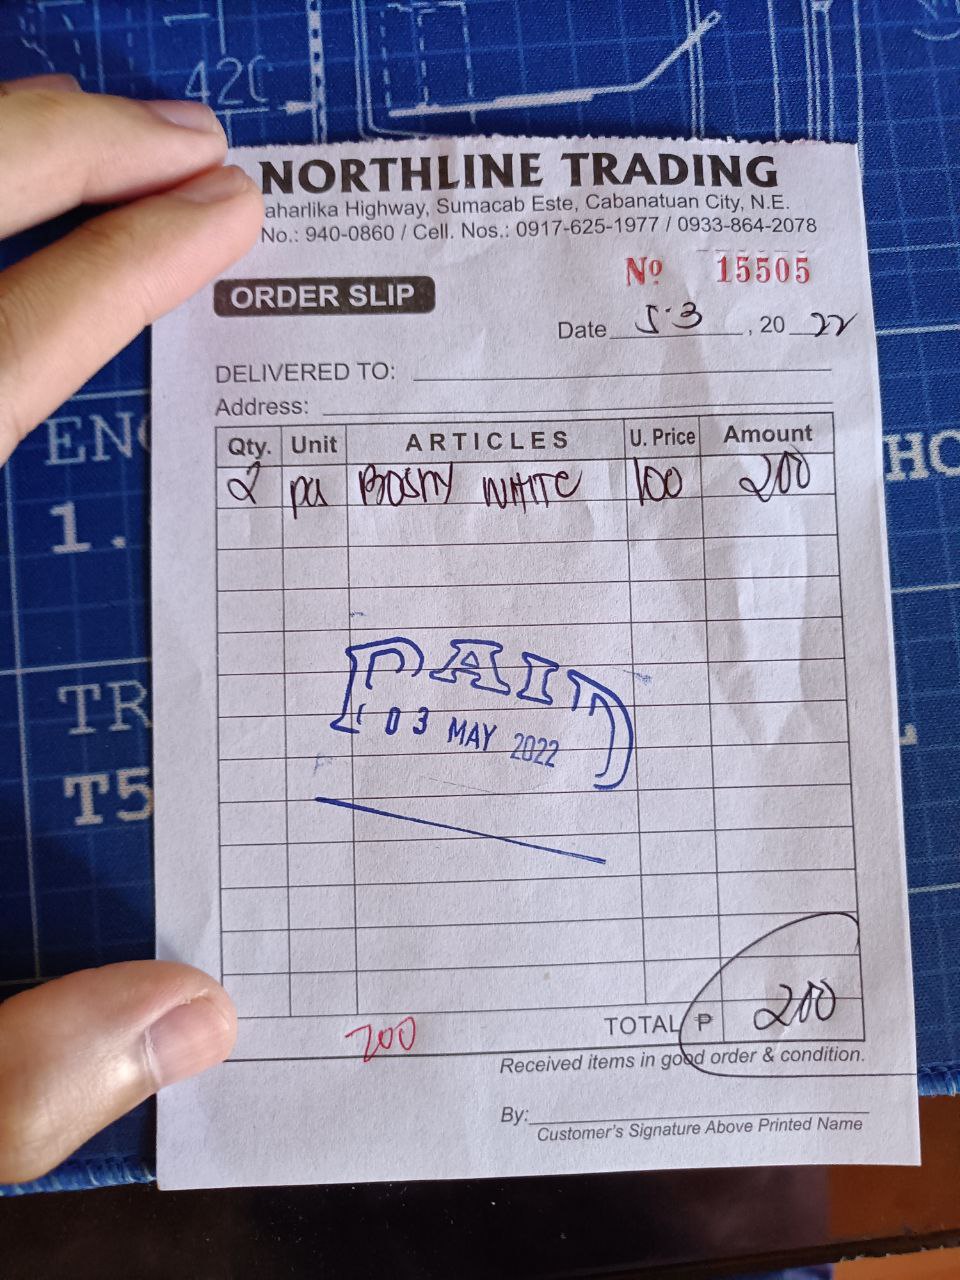 420
NORTHLINE TRADING
aharlika Highway, Sumacab Este, Cabanatuan City, N.E.
No.: 940-0860 / Cell. Nos.: 0917-625-1977 / 0933-864-2078
Nº 15505
ORDER SLIP
Date 5-3, 20 22
DELIVERED TO:
Address:
Qty. Unit ARTICLES U. Price Amount
2 pcs BOSNY WHITE 100 200
PAID
03 MAY 2022
200
TOTAL ₱ 200
Received items in good order & condition.
By:
Customer's Signature Above Printed Name
EN
1.
TR
T5
HO